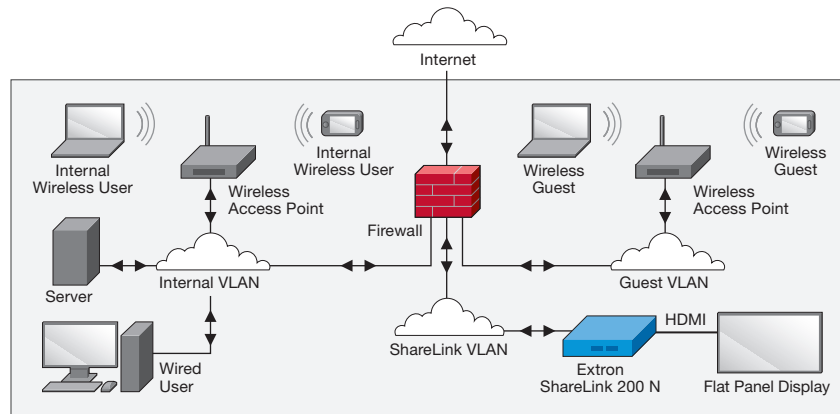 Internet
Internal
Wireless User
Wireless
Access Point
Internal
Wireless User
Firewall
Wireless
Guest
Wireless
Access Point
Wireless
Guest
Server
Internal VLAN
Guest VLAN
Wired
User
ShareLink VLAN
HDMI
Extron
ShareLink 200 N
Flat Panel Display